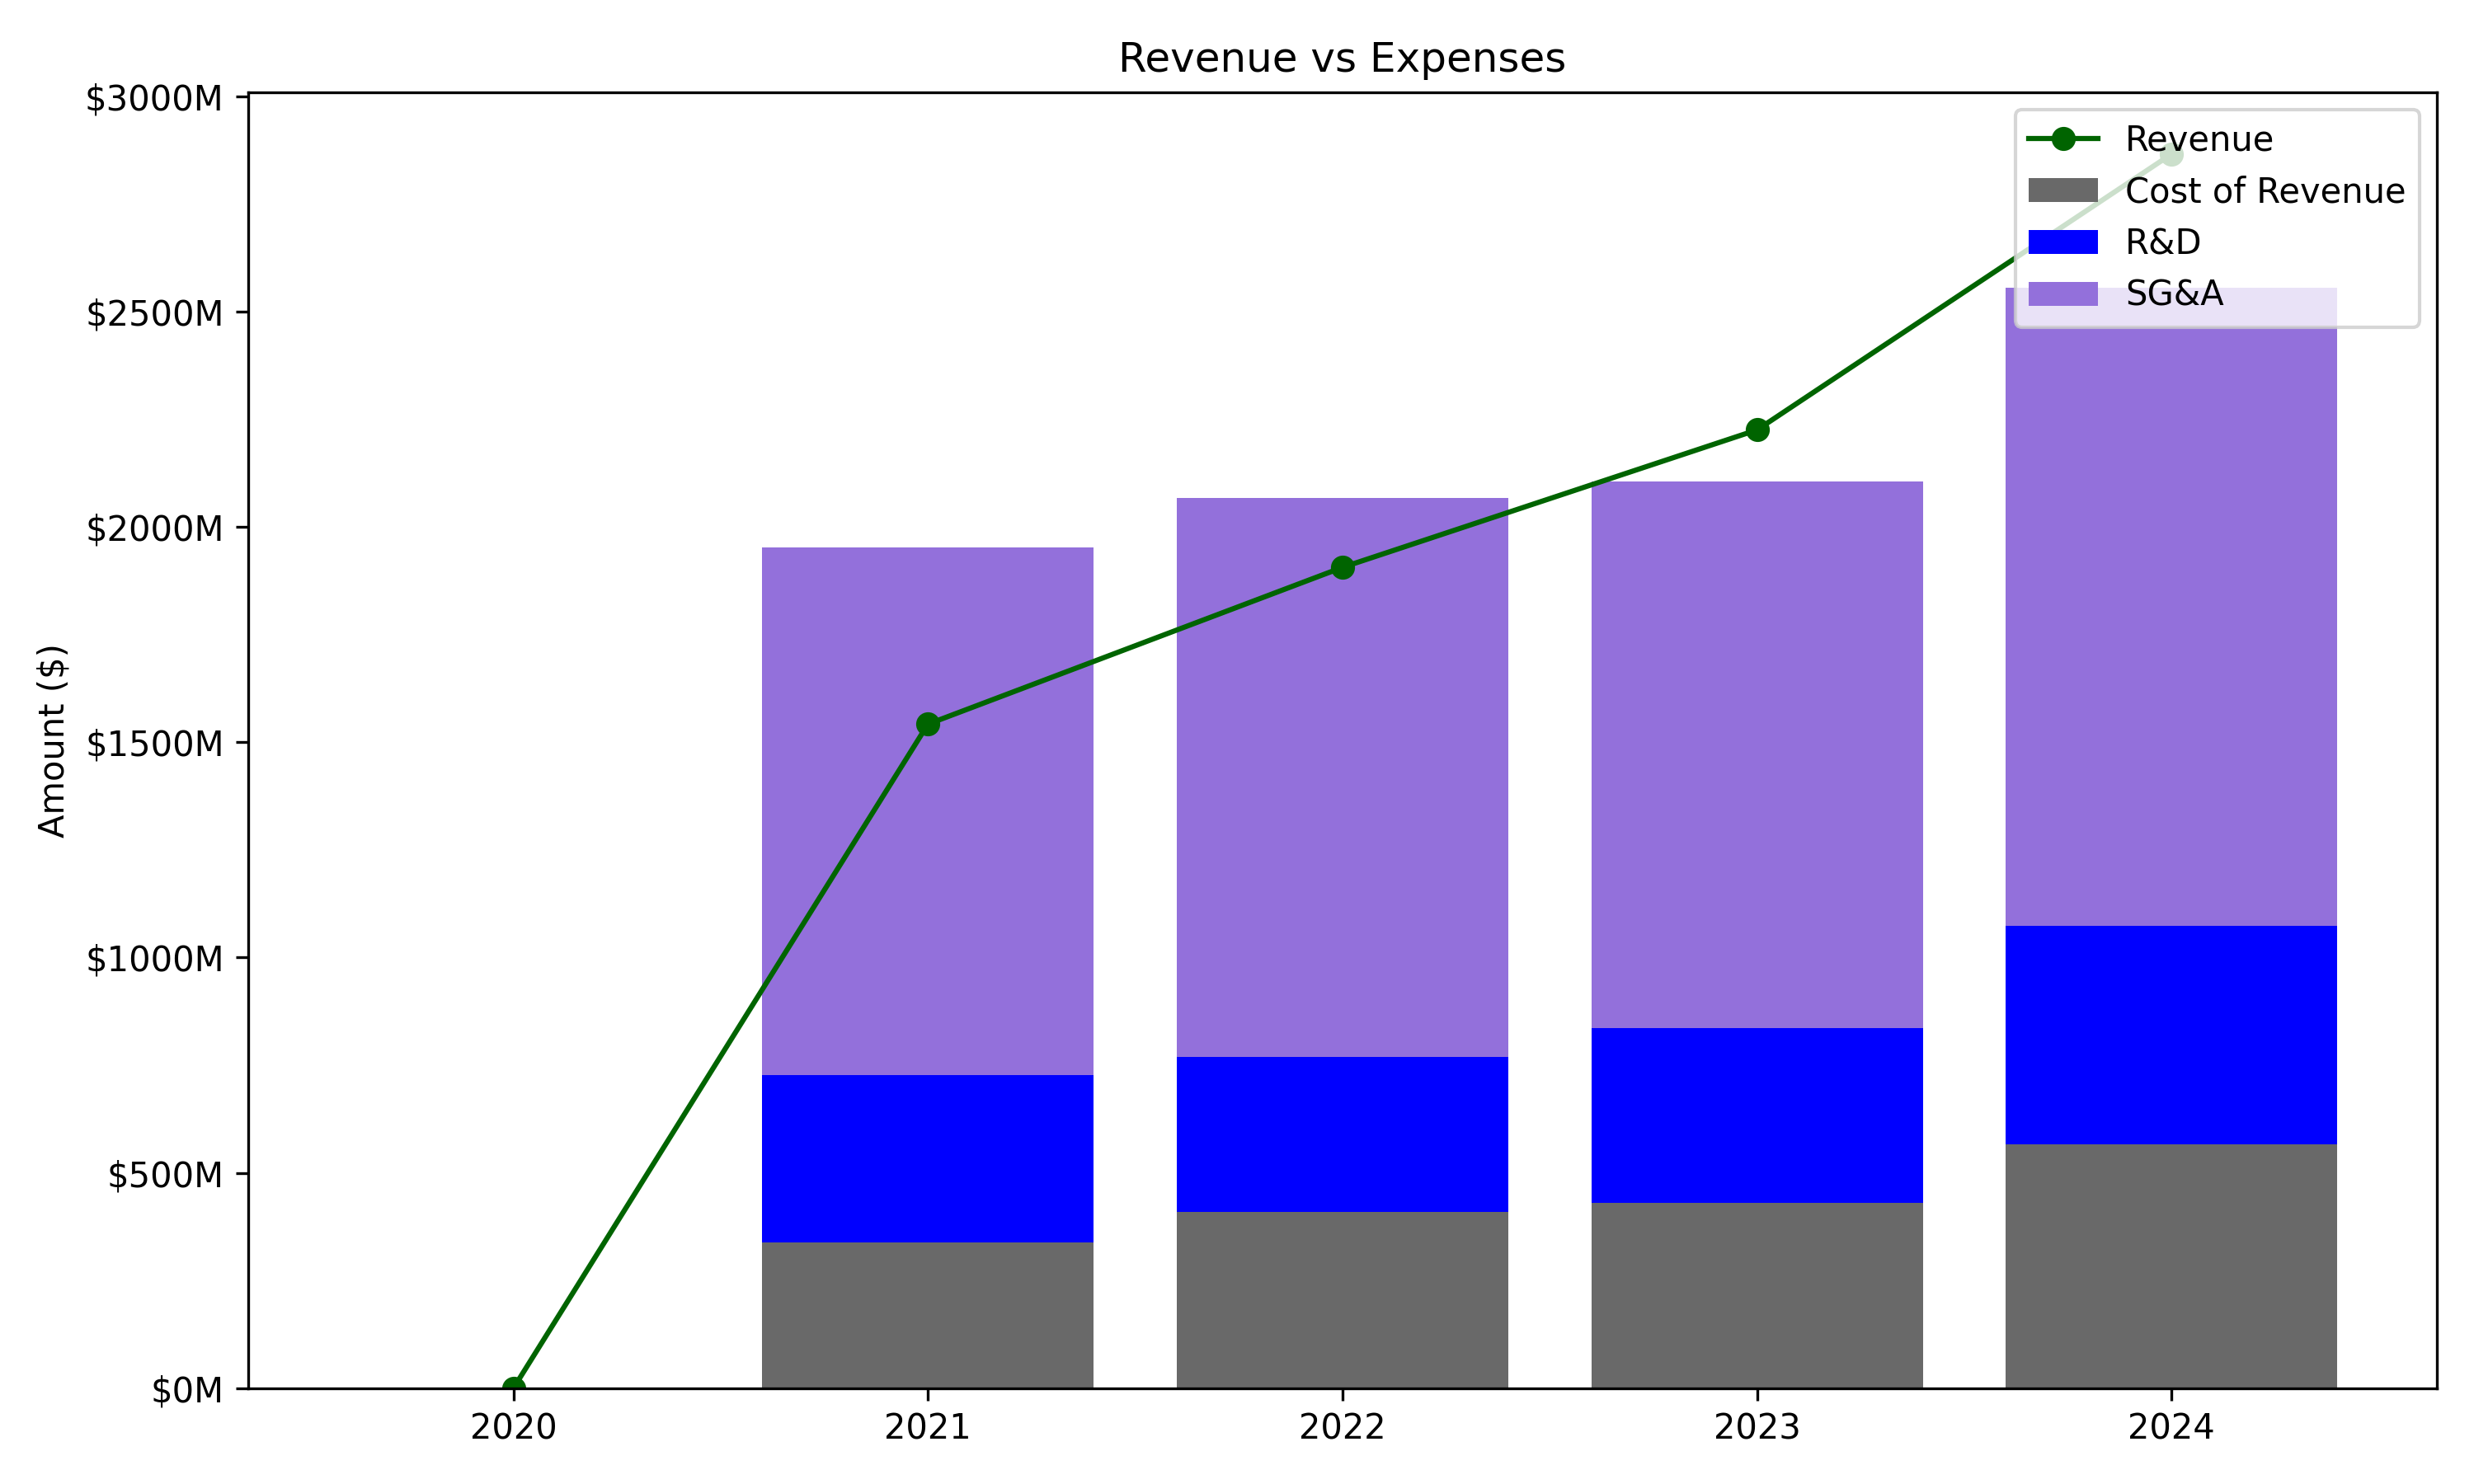 Revenue vs Expenses
$3000M
$2500M
$2000M
$1500M
$1000M
$500M
$0M
Amount ($)
Revenue
Cost of Revenue
R&D
SG&A
2020
2021
2022
2023
2024